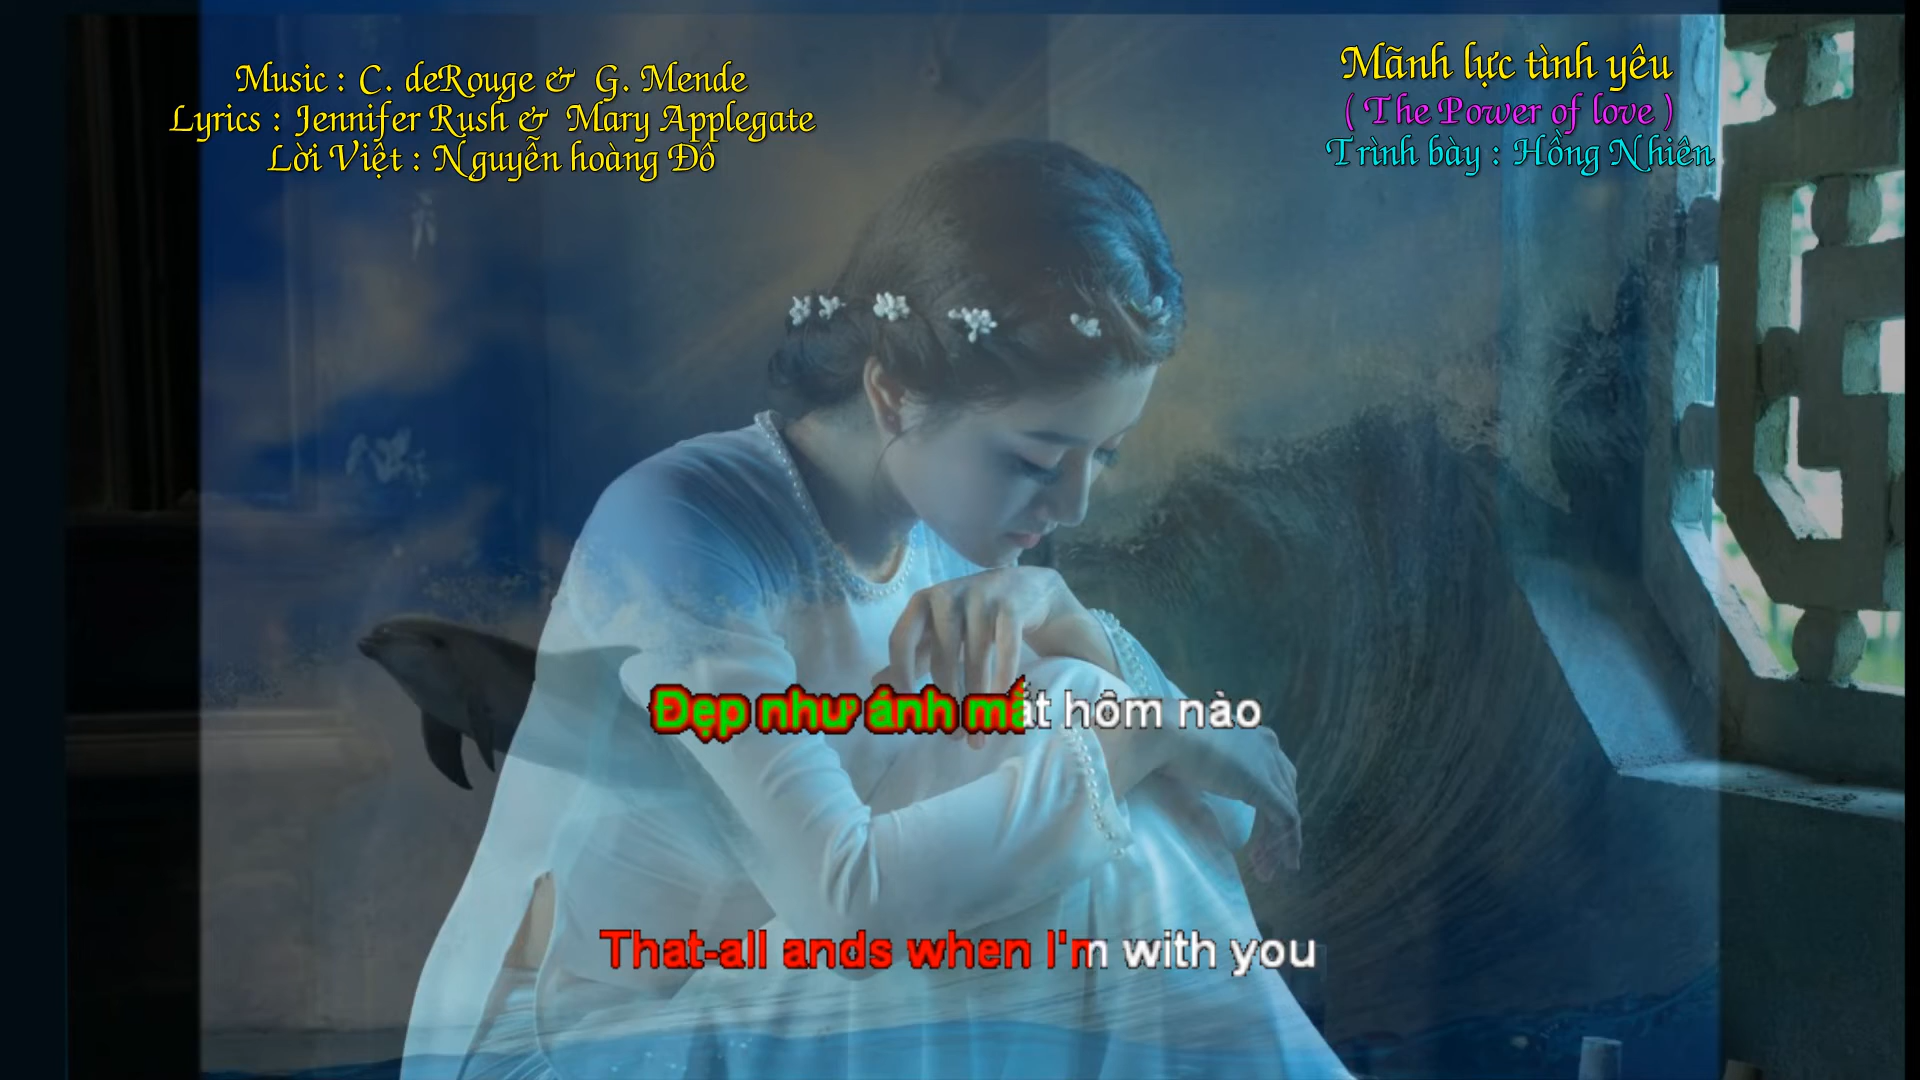 Music : C. deRouge & G. Mende
Lyrics : Jennifer Rush & Mary Applegate
Lời Việt : Nguyễn hoàng Đô
Mãnh lực tình yêu
( The Power of love )
Trình bày : Hồng Nhiên
Đẹp như ánh mắt hôm nào
That-all ands when I'm with you